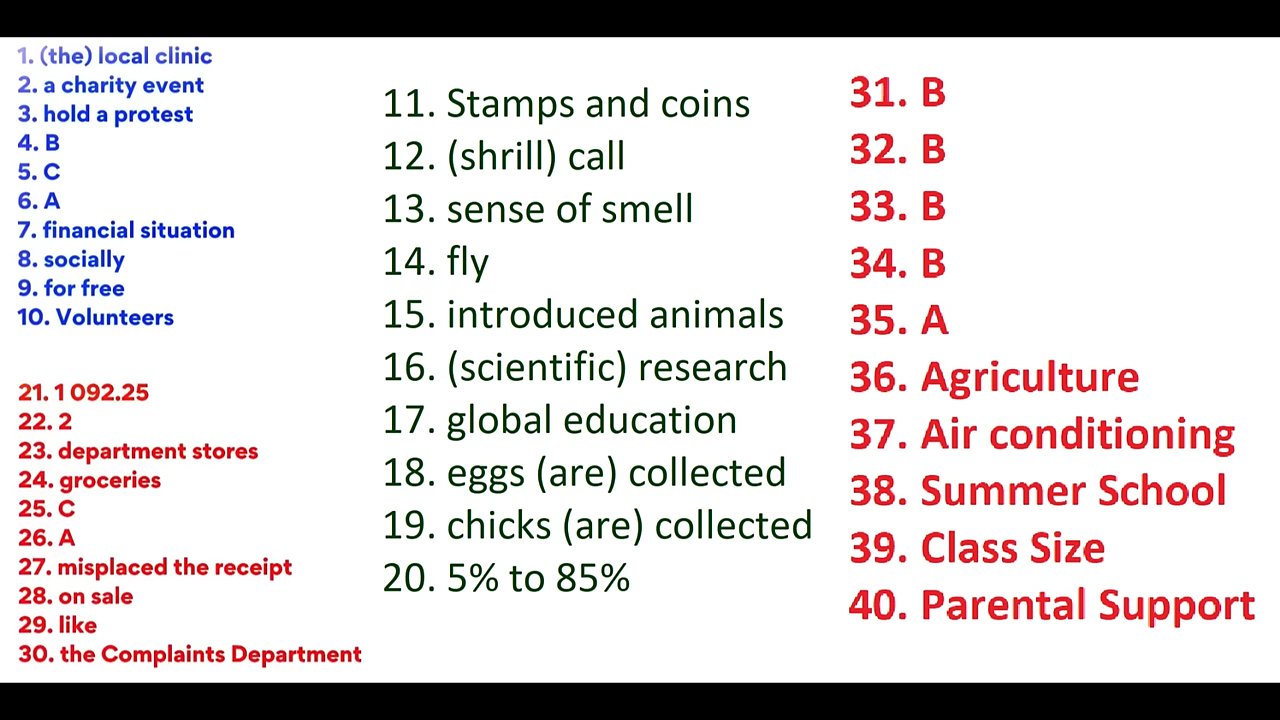 1. (the) local clinic
2. a charity event
3. hold a protest
4. B
5. C
6. A
7. financial situation
8. socially
9. for free
10. Volunteers
11. Stamps and coins
12. (shrill) call
13. sense of smell
14. fly
15. introduced animals
16. (scientific) research
17. global education
18. eggs (are) collected
19. chicks (are) collected
20. 5% to 85%
21. 1 092.25
22. 2
23. department stores
24. groceries
25. C
26. A
27. misplaced the receipt
28. on sale
29. like
30. the Complaints Department
31. B
32. B
33. B
34. B
35. A
36. Agriculture
37. Air conditioning
38. Summer School
39. Class Size
40. Parental Support